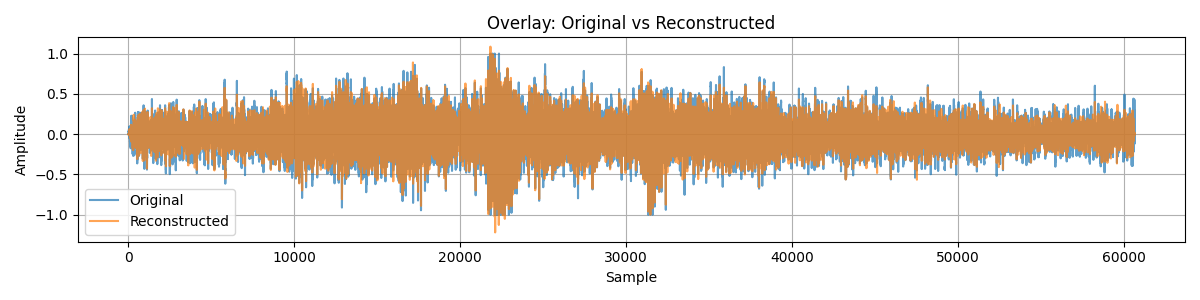 Overlay: Original vs Reconstructed
1.0
0.5
0.0
−0.5
−1.0
Amplitude
Original
Reconstructed
0
10000
20000
30000
40000
50000
60000
Sample